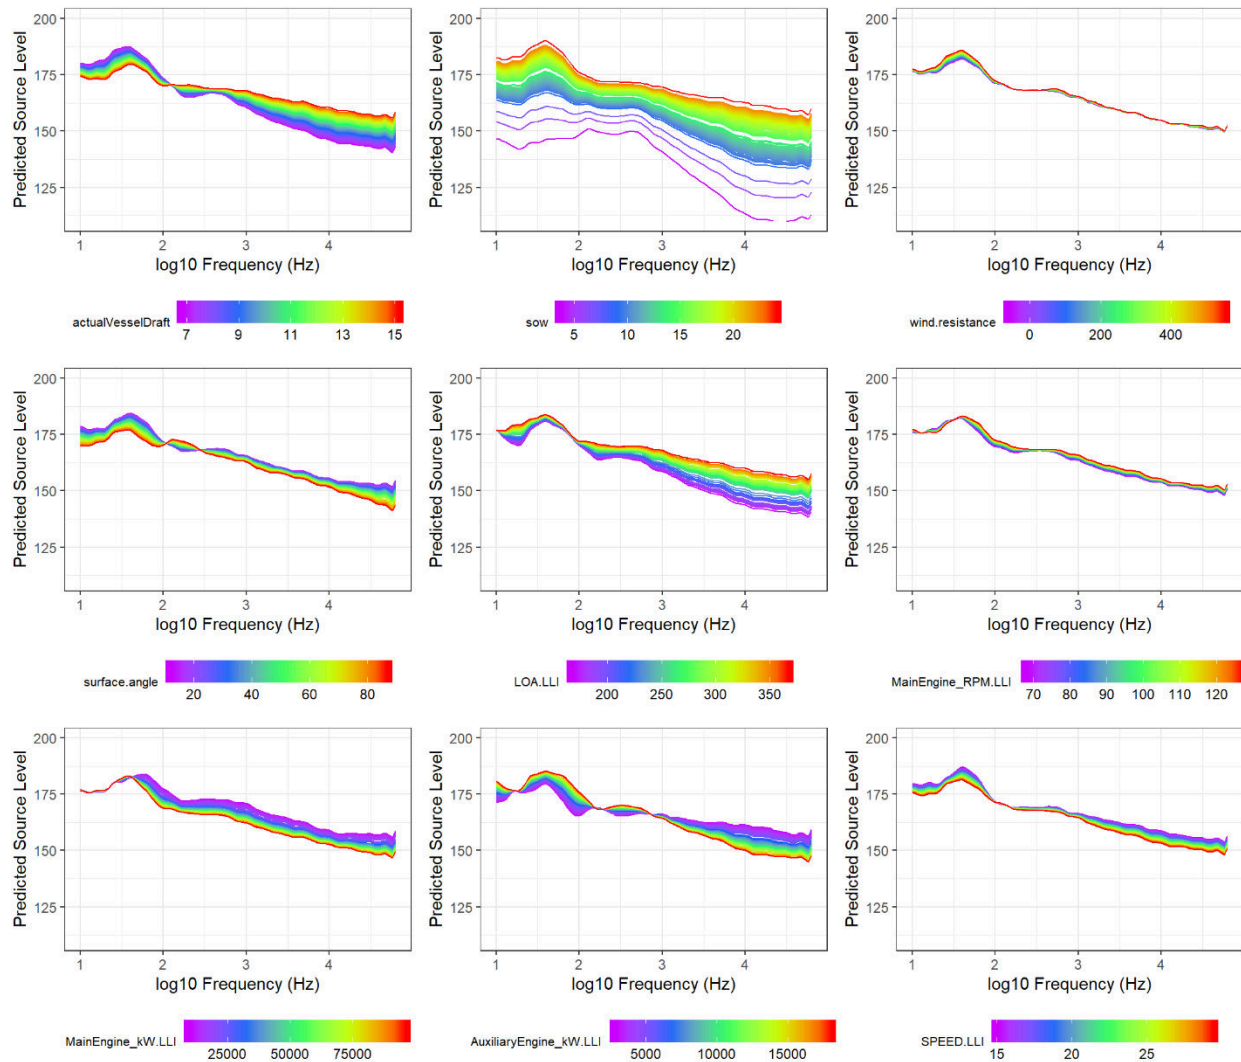 200
175
150
125
Predicted Source Level
1 2 3 4
log10 Frequency (Hz)
actualVesselDraft
7 9 11 13 15
200
175
150
125
Predicted Source Level
1 2 3 4
log10 Frequency (Hz)
sow
5 10 15 20
200
175
150
125
Predicted Source Level
1 2 3 4
log10 Frequency (Hz)
wind.resistance
0 200 400
200
175
150
125
Predicted Source Level
1 2 3 4
log10 Frequency (Hz)
surface.angle
20 40 60 80
200
175
150
125
Predicted Source Level
1 2 3 4
log10 Frequency (Hz)
LOA.LLI
200 250 300 350
200
175
150
125
Predicted Source Level
1 2 3 4
log10 Frequency (Hz)
MainEngine_RPM.LLI
70 80 90 100 110 120
200
175
150
125
Predicted Source Level
1 2 3 4
log10 Frequency (Hz)
MainEngine_kW.LLI
25000 50000 75000
200
175
150
125
Predicted Source Level
1 2 3 4
log10 Frequency (Hz)
AuxiliaryEngine_kW.LLI
5000 10000 15000
200
175
150
125
Predicted Source Level
1 2 3 4
log10 Frequency (Hz)
SPEED.LLI
15 20 25